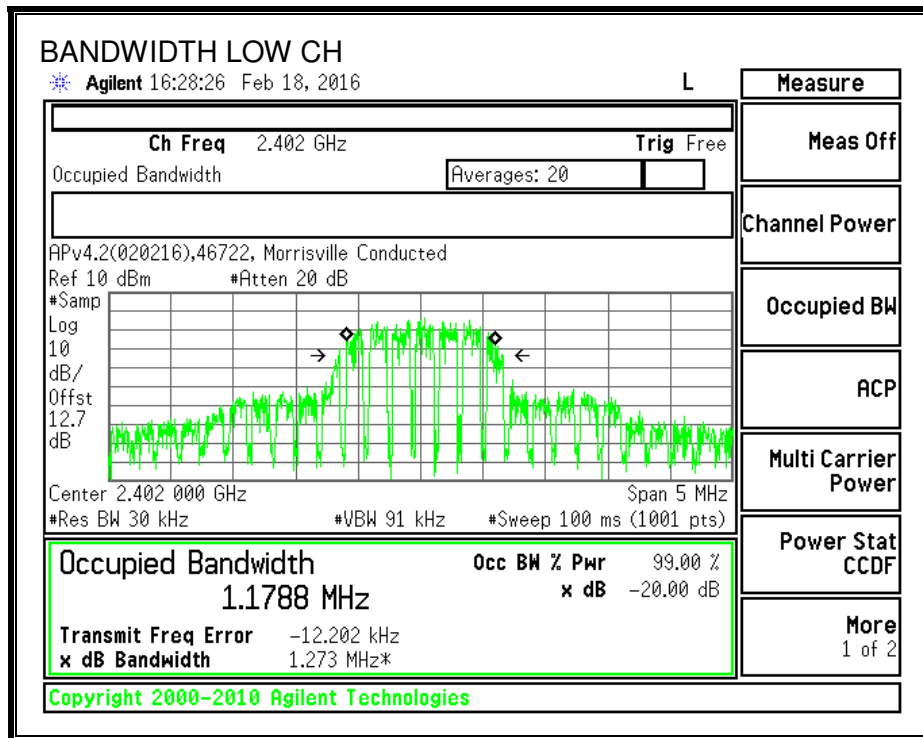 BANDWIDTH LOW CH
Agilent 16:28:26 Feb 18, 2016 L
Measure
Ch Freq 2.402 GHz Trig Free
Meas Off
Occupied Bandwidth Averages: 20
Channel Power
APv4.2(020216),46722, Morrisville Conducted
Ref 10 dBm #Atten 20 dB
#Samp
Log
10
dB/
Offst
12.7
dB
Occupied BW
ACP
Multi Carrier
Power
Center 2.402 000 GHz Span 5 MHz
#Res BW 30 kHz #VBW 91 kHz #Sweep 100 ms (1001 pts)
Power Stat
CCDF
Occupied Bandwidth Occ BW % Pwr 99.00 %
1.1788 MHz x dB -20.00 dB
Transmit Freq Error -12.202 kHz
x dB Bandwidth 1.273 MHz*
More
1 of 2
Copyright 2000-2010 Agilent Technologies